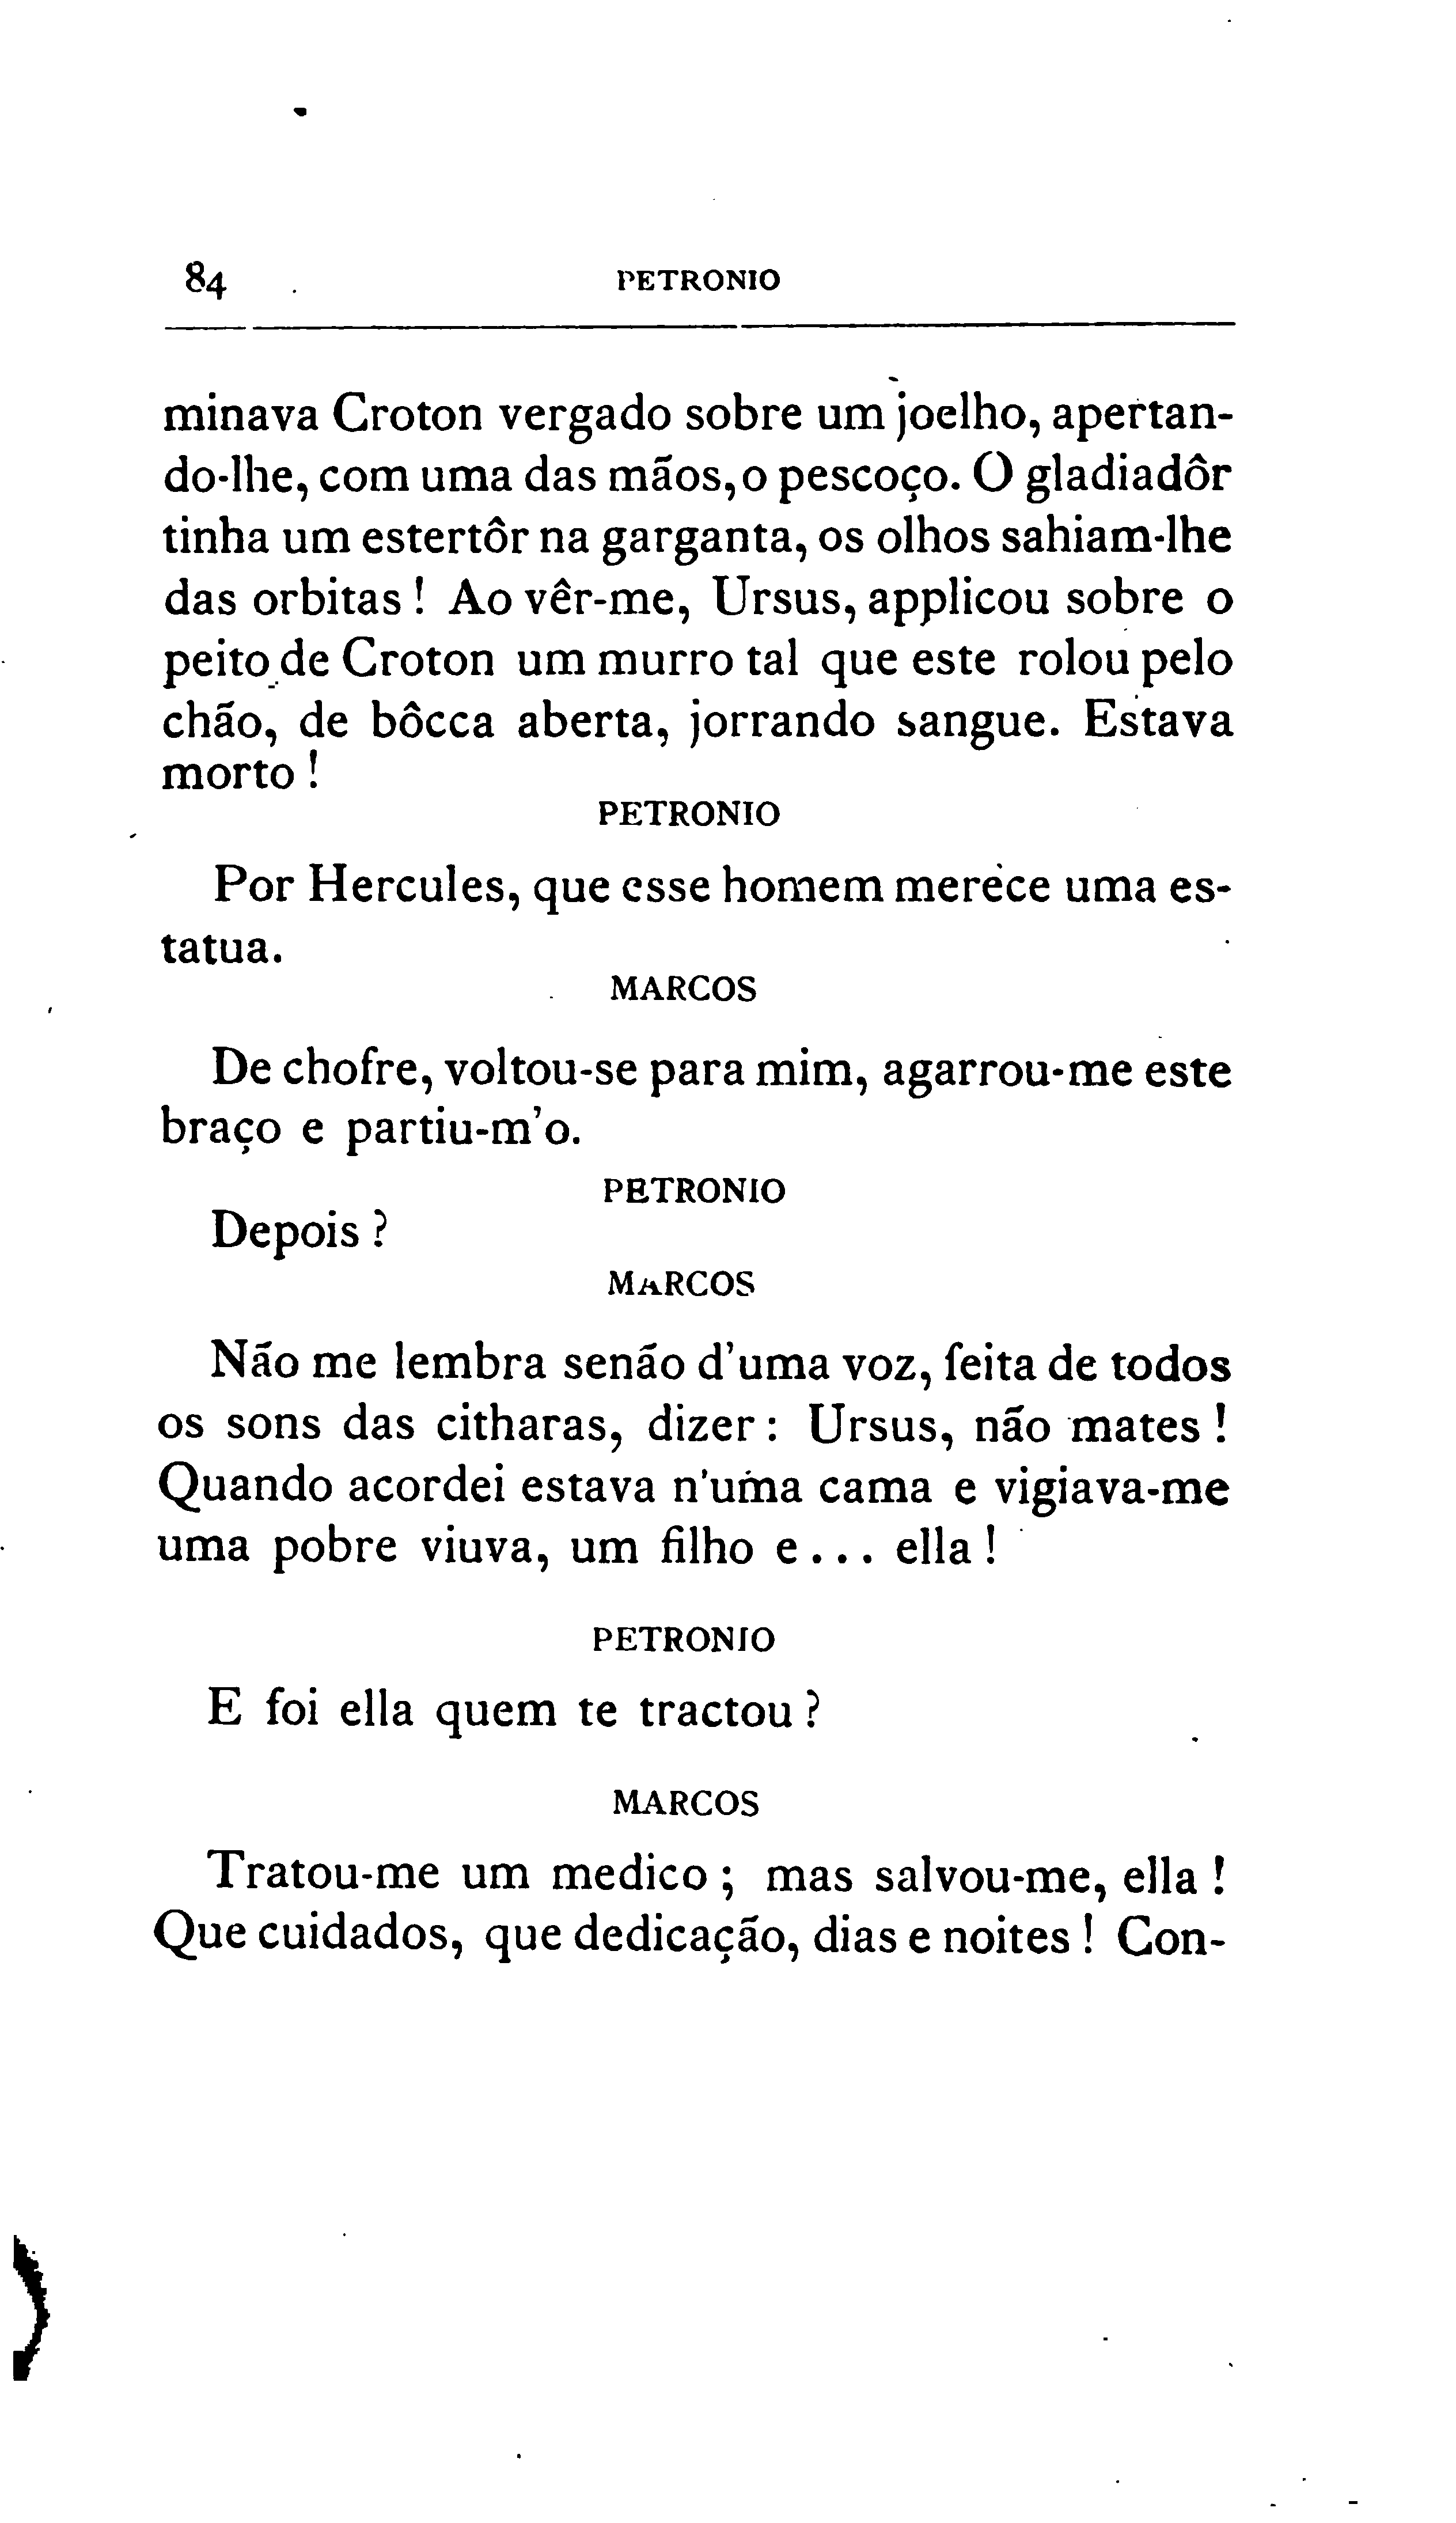 84 PETRONIO
minava Croton vergado sobre um joelho, apertan-
do-lhe, com uma das mãos, o pescoço. O gladiadôr
tinha um estertôr na garganta, os olhos sahiam-lhe
das orbitas ! Ao vêr-me, Ursus, applicou sobre o
peito de Croton um murro tal que este rolou pelo
chão, de bôcca aberta, jorrando sangue. Estava
morto !
PETRONIO
Por Hercules, que esse homem merece uma es-
tatua.
MARCOS
De chofre, voltou-se para mim, agarrou-me este
braço e partiu-m'o.
PETRONIO
Depois ?
MARCOS
Não me lembra senão d'uma voz, feita de todos
os sons das citharas, dizer : Ursus, não mates !
Quando acordei estava n'uma cama e vigiava-me
uma pobre viuva, um filho e... ella !
PETRONIO
E foi ella quem te tractou ?
MARCOS
Tratou-me um medico ; mas salvou-me, ella !
Que cuidados, que dedicação, dias e noites ! Con-